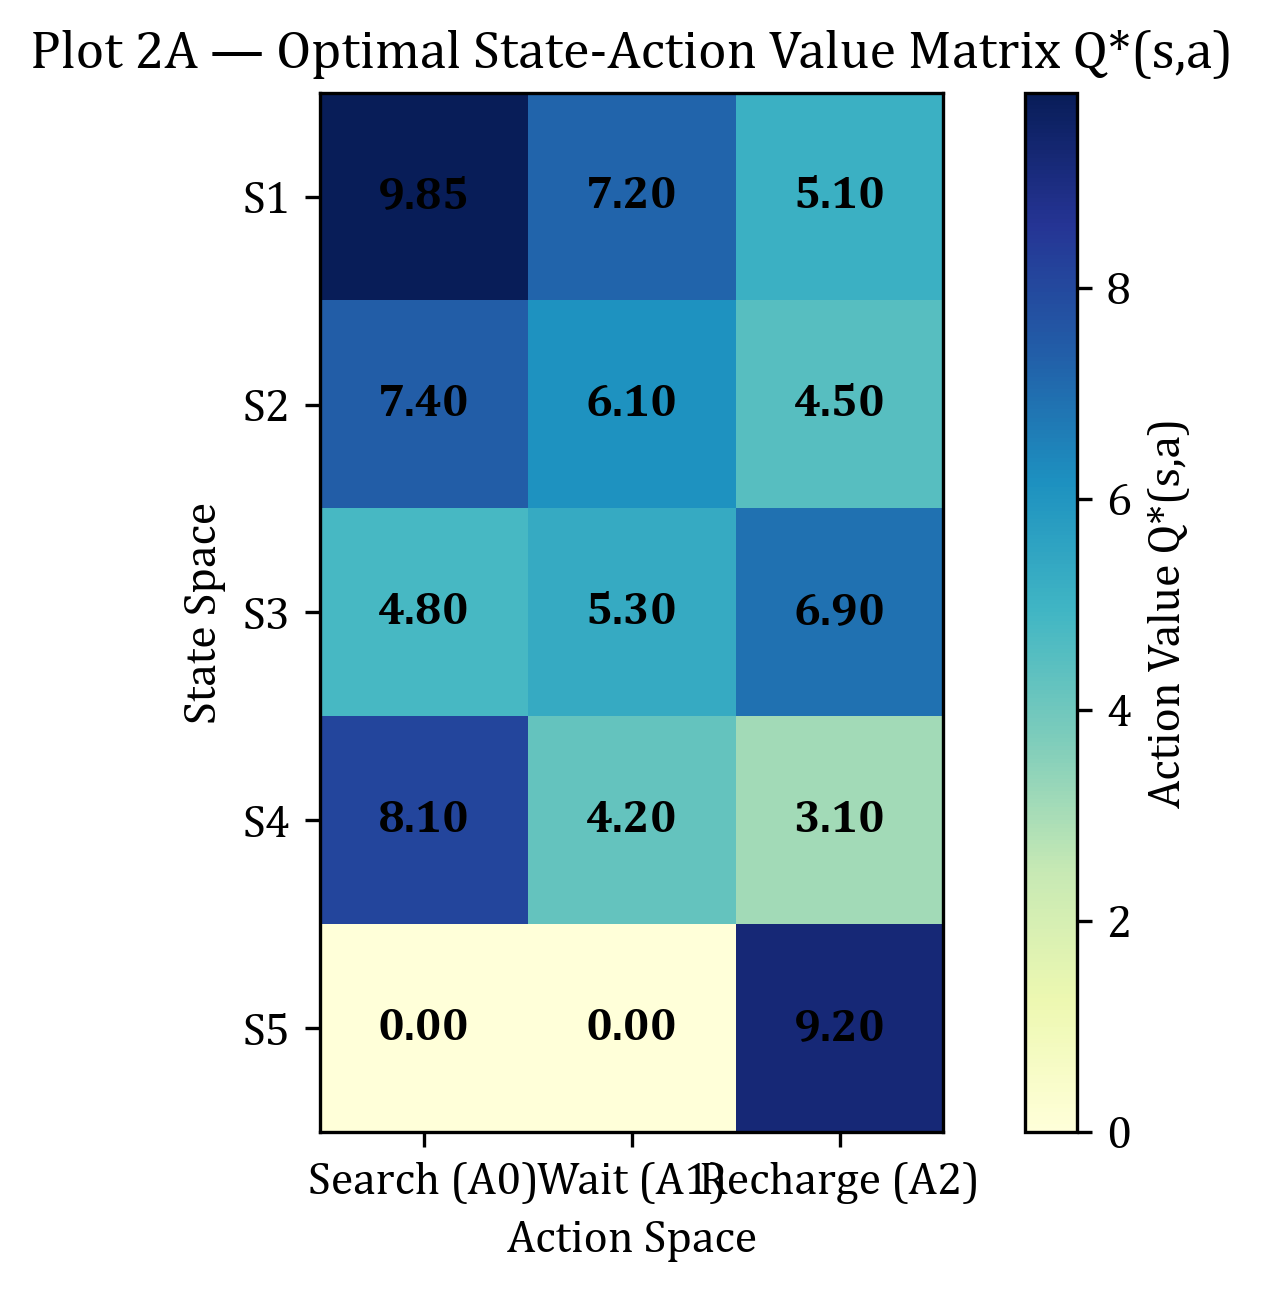 Plot 2A — Optimal State-Action Value Matrix Q*(s,a)
S1 9.85 7.20 5.10
S2 7.40 6.10 4.50
S3 4.80 5.30 6.90
S4 8.10 4.20 3.10
S5 0.00 0.00 9.20
Search (A0) Wait (A1) Recharge (A2)
Action Space
State Space
8
6
4
2
0
Action Value Q*(s,a)